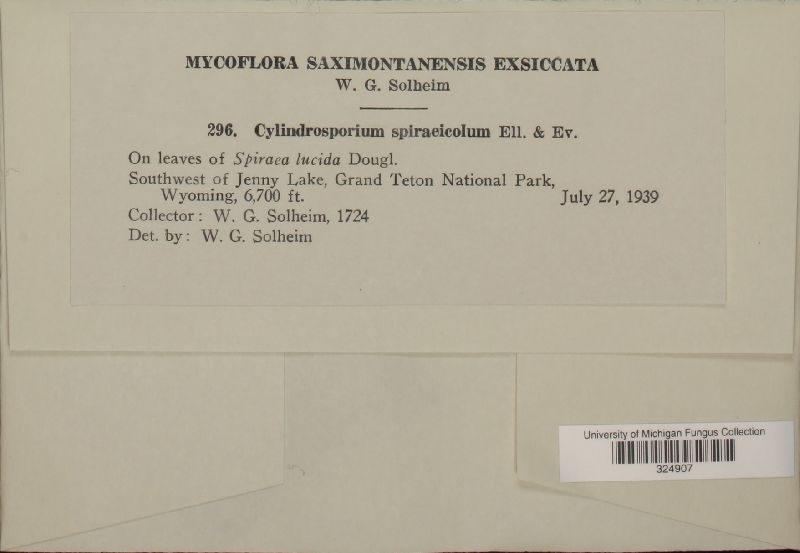 MYCOFLORA SAXIMONTANENSIS EXSICCATA
W. G. Solheim
296. Cylindrosporium spiraeicolum Ell. & Ev.
On leaves of Spiraea lucida Dougl.
Southwest of Jenny Lake, Grand Teton National Park,
Wyoming, 6,700 ft. July 27, 1939
Collector: W. G. Solheim, 1724
Det. by: W. G. Solheim
University of Michigan Fungus Collection
324907